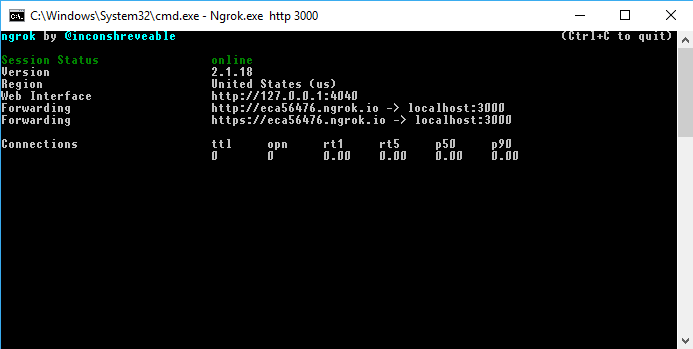 C:\Windows\System32\cmd.exe - Ngrok.exe http 3000
ngrok by @inconshreveable (Ctrl+C to quit)
Session Status online
Version 2.1.18
Region United States (us)
Web Interface http://127.0.0.1:4040
Forwarding http://eca56476.ngrok.io -> localhost:3000
Forwarding https://eca56476.ngrok.io -> localhost:3000
Connections ttl opn rt1 rt5 p50 p90
0 0 0.00 0.00 0.00 0.00